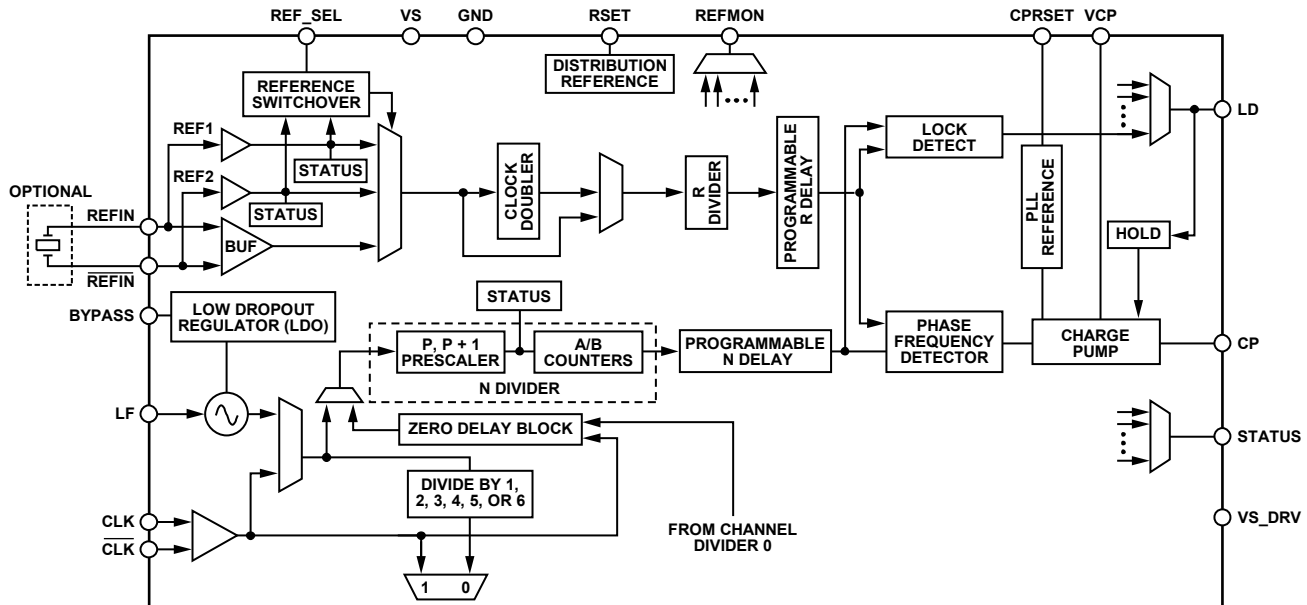 REF_SEL
VS
GND
RSET
REFMON
CPRSET
VCP
DISTRIBUTION
REFERENCE
REFERENCE
SWITCHOVER
REF1
STATUS
REF2
STATUS
OPTIONAL
REFIN
REFIN
BUF
CLOCK
DOUBLER
R
DIVIDER
PROGRAMMABLE
R DELAY
LOCK
DETECT
PLL
REFERENCE
HOLD
LD
BYPASS
LOW DROPOUT
REGULATOR (LDO)
STATUS
P, P + 1
PRESCALER
A/B
COUNTERS
N DIVIDER
PROGRAMMABLE
N DELAY
PHASE
FREQUENCY
DETECTOR
CHARGE
PUMP
CP
LF
ZERO DELAY BLOCK
STATUS
DIVIDE BY 1,
2, 3, 4, 5, OR 6
CLK
CLK
FROM CHANNEL
DIVIDER 0
VS_DRV
1 0